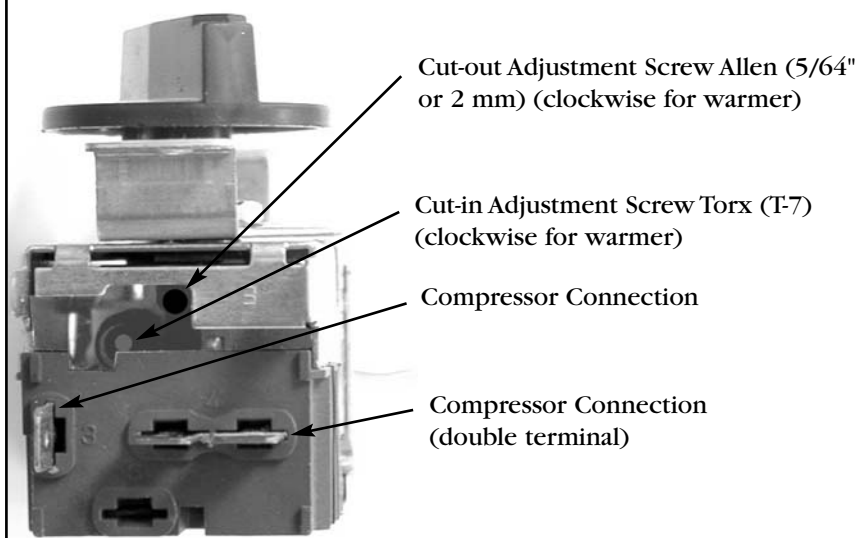 Cut-out Adjustment Screw Allen (5/64"
or 2 mm) (clockwise for warmer)
Cut-in Adjustment Screw Torx (T-7)
(clockwise for warmer)
Compressor Connection
Compressor Connection
(double terminal)